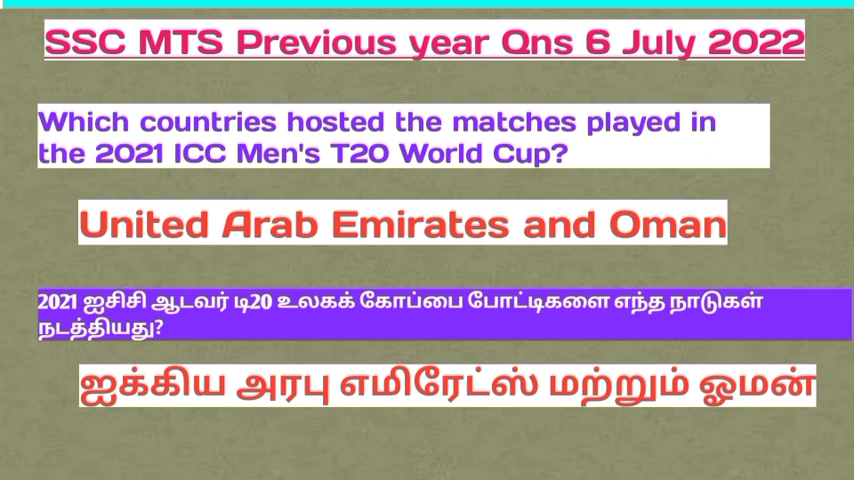 SSC MTS Previous year Qns 6 July 2022
Which countries hosted the matches played in
the 2021 ICC Men's T20 World Cup?
United Arab Emirates and Oman
2021 ஐசிசி ஆடவர் டி20 உலகக் கோப்பை போட்டிகளை எந்த நாடுகள்
நடத்தியது?
ஐக்கிய அரபு எமிரேட்ஸ் மற்றும் ஓமன்